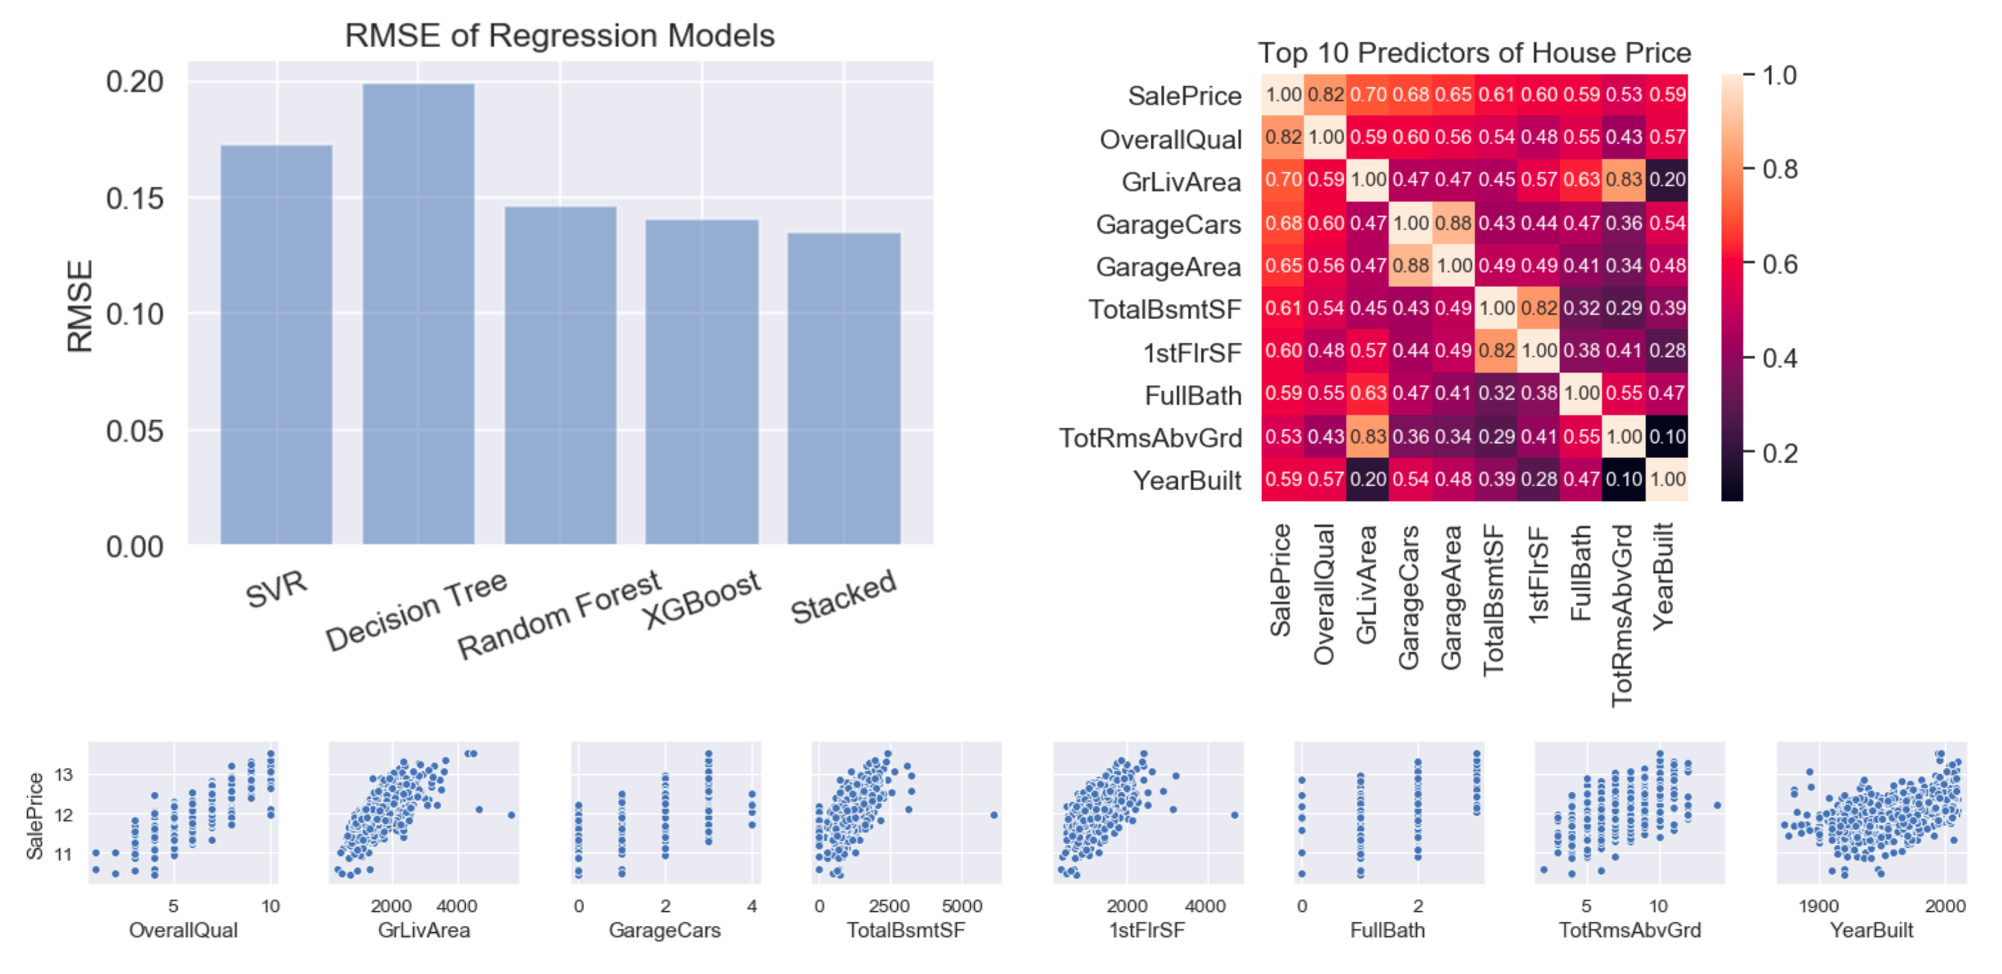 RMSE of Regression Models
0.20
0.15
0.10
0.05
0.00
RMSE
SVR
Decision Tree
Random Forest
XGBoost
Stacked
Top 10 Predictors of House Price
SalePrice 1.00 0.82 0.70 0.68 0.65 0.61 0.60 0.59 0.53 0.59
OverallQual 0.82 1.00 0.59 0.60 0.56 0.54 0.48 0.55 0.43 0.57
GrLivArea 0.70 0.59 1.00 0.47 0.47 0.45 0.57 0.63 0.83 0.20
GarageCars 0.68 0.60 0.47 1.00 0.88 0.43 0.44 0.47 0.36 0.54
GarageArea 0.65 0.56 0.47 0.88 1.00 0.49 0.49 0.41 0.34 0.48
TotalBsmtSF 0.61 0.54 0.45 0.43 0.49 1.00 0.82 0.32 0.29 0.39
1stFlrSF 0.60 0.48 0.57 0.44 0.49 0.82 1.00 0.38 0.41 0.28
FullBath 0.59 0.55 0.63 0.47 0.41 0.32 0.38 1.00 0.55 0.47
TotRmsAbvGrd 0.53 0.43 0.83 0.36 0.34 0.29 0.41 0.55 1.00 0.10
YearBuilt 0.59 0.57 0.20 0.54 0.48 0.39 0.28 0.47 0.10 1.00
SalePrice
OverallQual
GrLivArea
GarageCars
GarageArea
TotalBsmtSF
1stFlrSF
FullBath
TotRmsAbvGrd
YearBuilt
1.0
0.8
0.6
0.4
0.2
SalePrice
13
12
11
5 10
OverallQual
2000 4000
GrLivArea
0 2 4
GarageCars
0 2500 5000
TotalBsmtSF
2000 4000
1stFlrSF
0 2
FullBath
5 10
TotRmsAbvGrd
1900 2000
YearBuilt